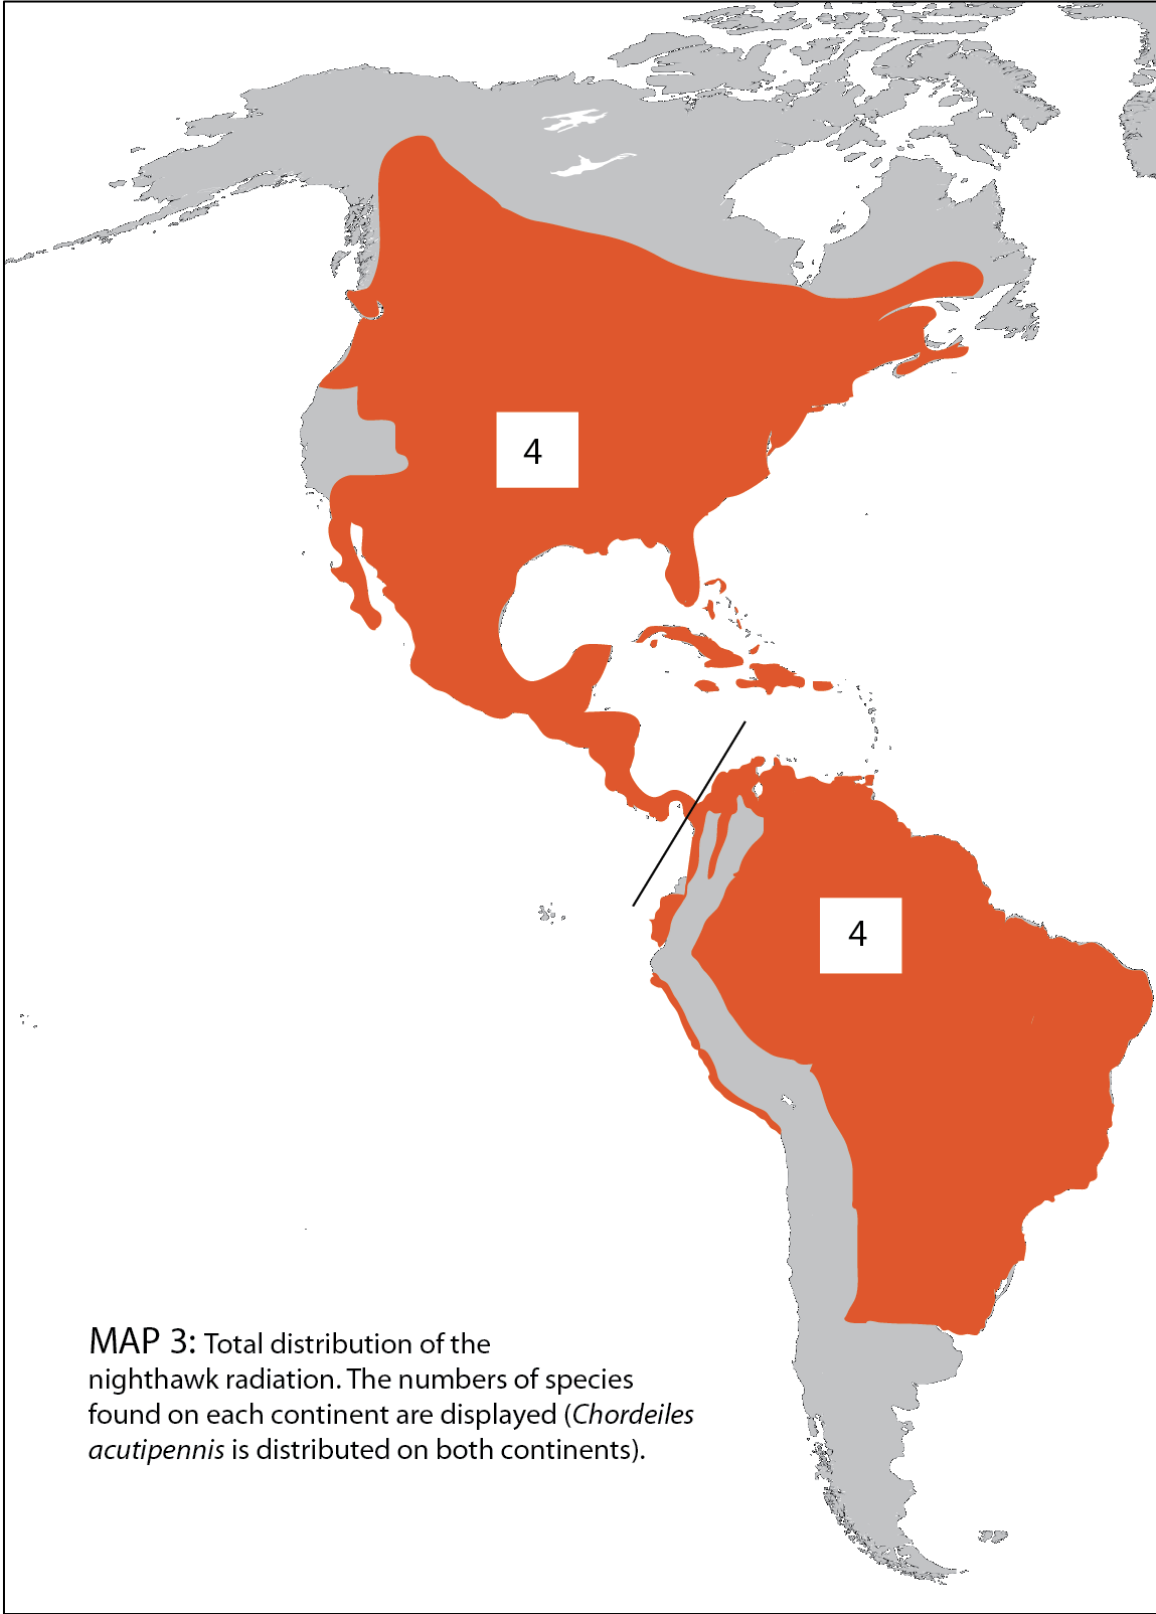 4
4
MAP 3: Total distribution of the
nighthawk radiation. The numbers of species
found on each continent are displayed (Chordeiles
acutipennis is distributed on both continents).